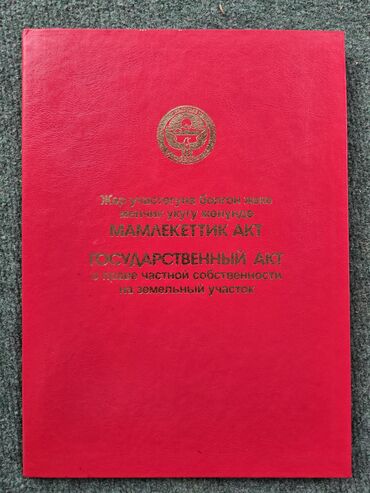 Жер участогуна болгон жеке
менчик укугу жөнүндө
МАМЛЕКЕТТИК АКТ
ГОСУДАРСТВЕННЫЙ АКТ
о праве частной собственности
на земельный участок